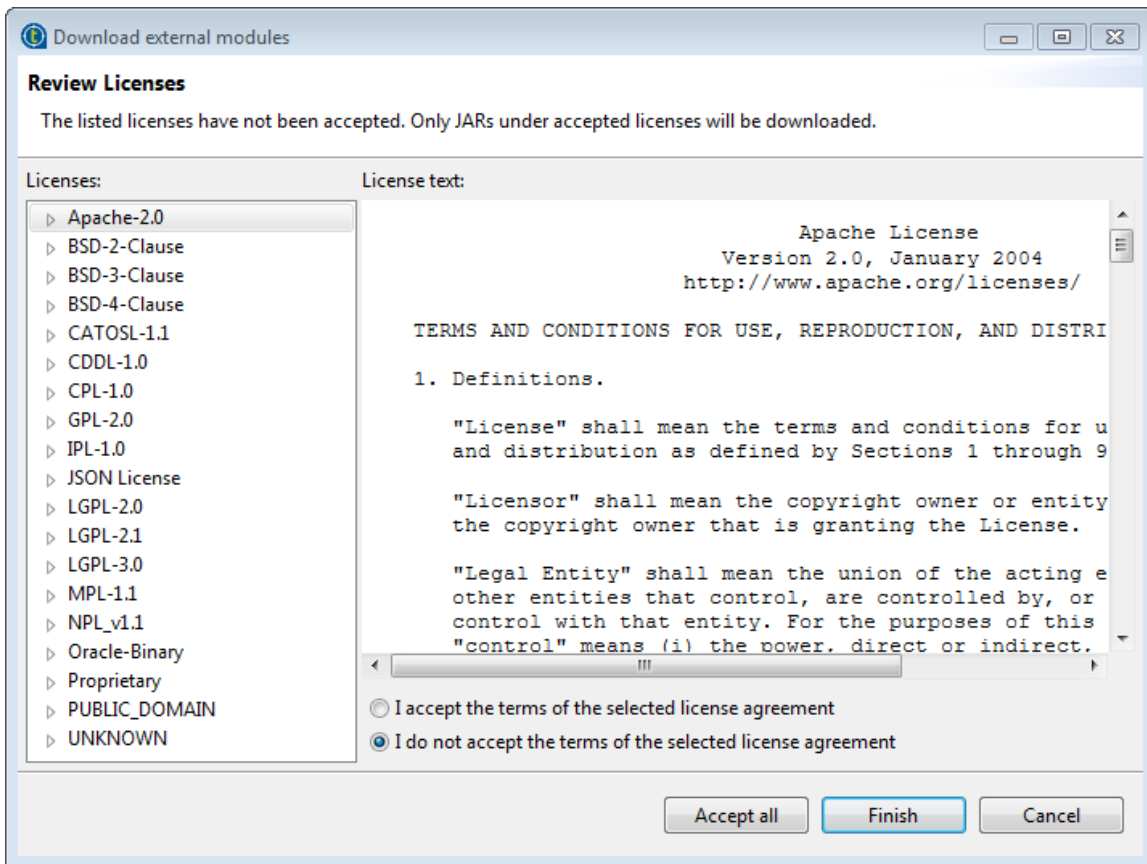 Download external modules
Review Licenses
The listed licenses have not been accepted. Only JARs under accepted licenses will be downloaded.
Licenses:
Apache-2.0
BSD-2-Clause
BSD-3-Clause
BSD-4-Clause
CATOSL-1.1
CDDL-1.0
CPL-1.0
GPL-2.0
IPL-1.0
JSON License
LGPL-2.0
LGPL-2.1
LGPL-3.0
MPL-1.1
NPL_v1.1
Oracle-Binary
Proprietary
PUBLIC_DOMAIN
UNKNOWN
License text:
Apache License
Version 2.0, January 2004
http://www.apache.org/licenses/
TERMS AND CONDITIONS FOR USE, REPRODUCTION, AND DISTRI
1. Definitions.
"License" shall mean the terms and conditions for u
and distribution as defined by Sections 1 through 9
"Licensor" shall mean the copyright owner or entity
the copyright owner that is granting the License.
"Legal Entity" shall mean the union of the acting e
other entities that control, are controlled by, or
control with that entity. For the purposes of this
"control" means (i) the power, direct or indirect,
I accept the terms of the selected license agreement
I do not accept the terms of the selected license agreement
Accept all
Finish
Cancel